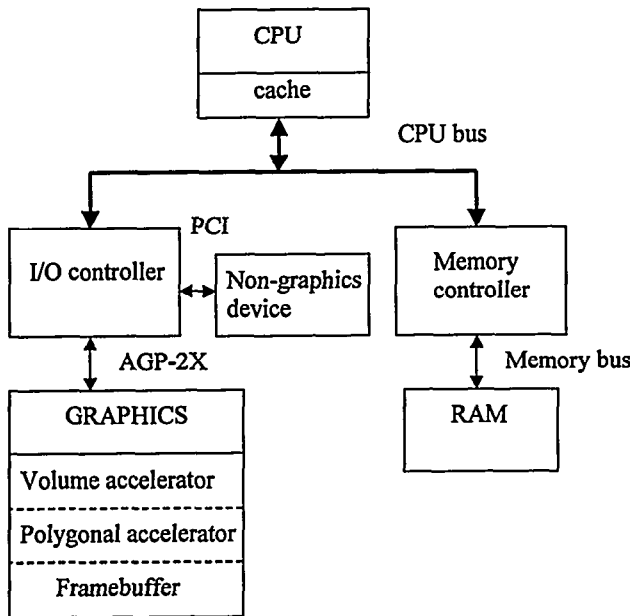 CPU
cache
CPU bus
PCI
I/O controller
Non-graphics
device
Memory
controller
AGP-2X
Memory bus
GRAPHICS
RAM
Volume accelerator
Polygonal accelerator
Framebuffer